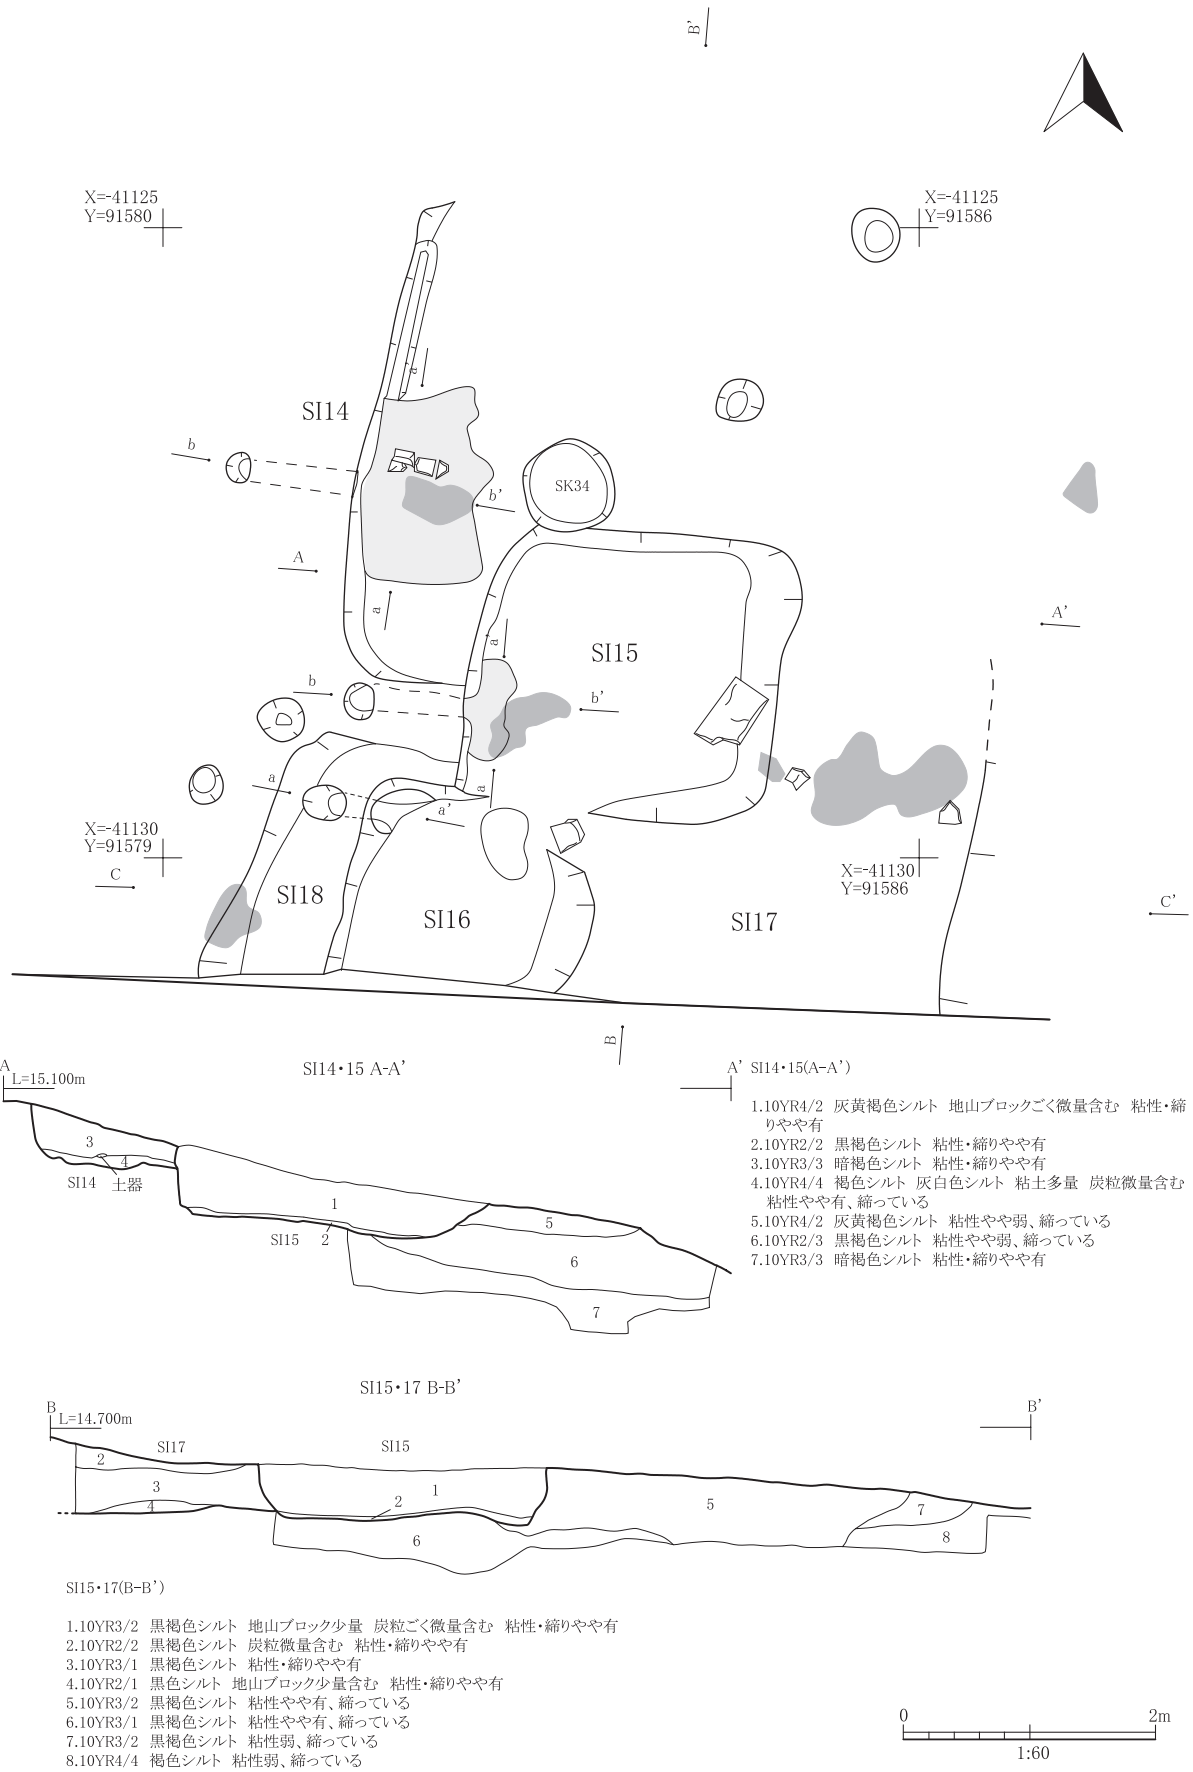 B'
X=-41125
Y=91580
X=-41125
Y=91586
a'
SI14
b
b'
SK34
A
a
A'
SI15
a
b
b'
a
a
a'
X=-41130
Y=91579
C
SI18
SI16
SI17
X=-41130
Y=91586
C'
B
SI14・15 A-A'
A
L=15.100m
A'
3
4
SI14
土器
1
SI15
2
5
6
7
SI14・15(A-A')
1.10YR4/2 灰黄褐色シルト 地山ブロックごく微量含む 粘性・締
りやや有
2.10YR2/2 黒褐色シルト 粘性・締りやや有
3.10YR3/3 暗褐色シルト 粘性・締りやや有
4.10YR4/4 褐色シルト 灰白色シルト 粘土多量 炭粒微量含む
粘性やや有、締っている
5.10YR4/2 灰黄褐色シルト 粘性やや弱、締っている
6.10YR2/3 黒褐色シルト 粘性やや弱、締っている
7.10YR3/3 暗褐色シルト 粘性・締りやや有
SI15・17 B-B'
B
L=14.700m
B'
SI17
SI15
2
3
4
1
2
5
6
7
8
SI15・17(B-B')
1.10YR3/2 黒褐色シルト 地山ブロック少量 炭粒ごく微量含む 粘性・締りやや有
2.10YR2/2 黒褐色シルト 炭粒微量含む 粘性・締りやや有
3.10YR3/1 黒褐色シルト 粘性・締りやや有
4.10YR2/1 黒色シルト 地山ブロック少量含む 粘性・締りやや有
5.10YR3/2 黒褐色シルト 粘性やや有、締っている
6.10YR3/1 黒褐色シルト 粘性やや有、締っている
7.10YR3/2 黒褐色シルト 粘性弱、締っている
8.10YR4/4 褐色シルト 粘性弱、締っている
0
2m
1:60